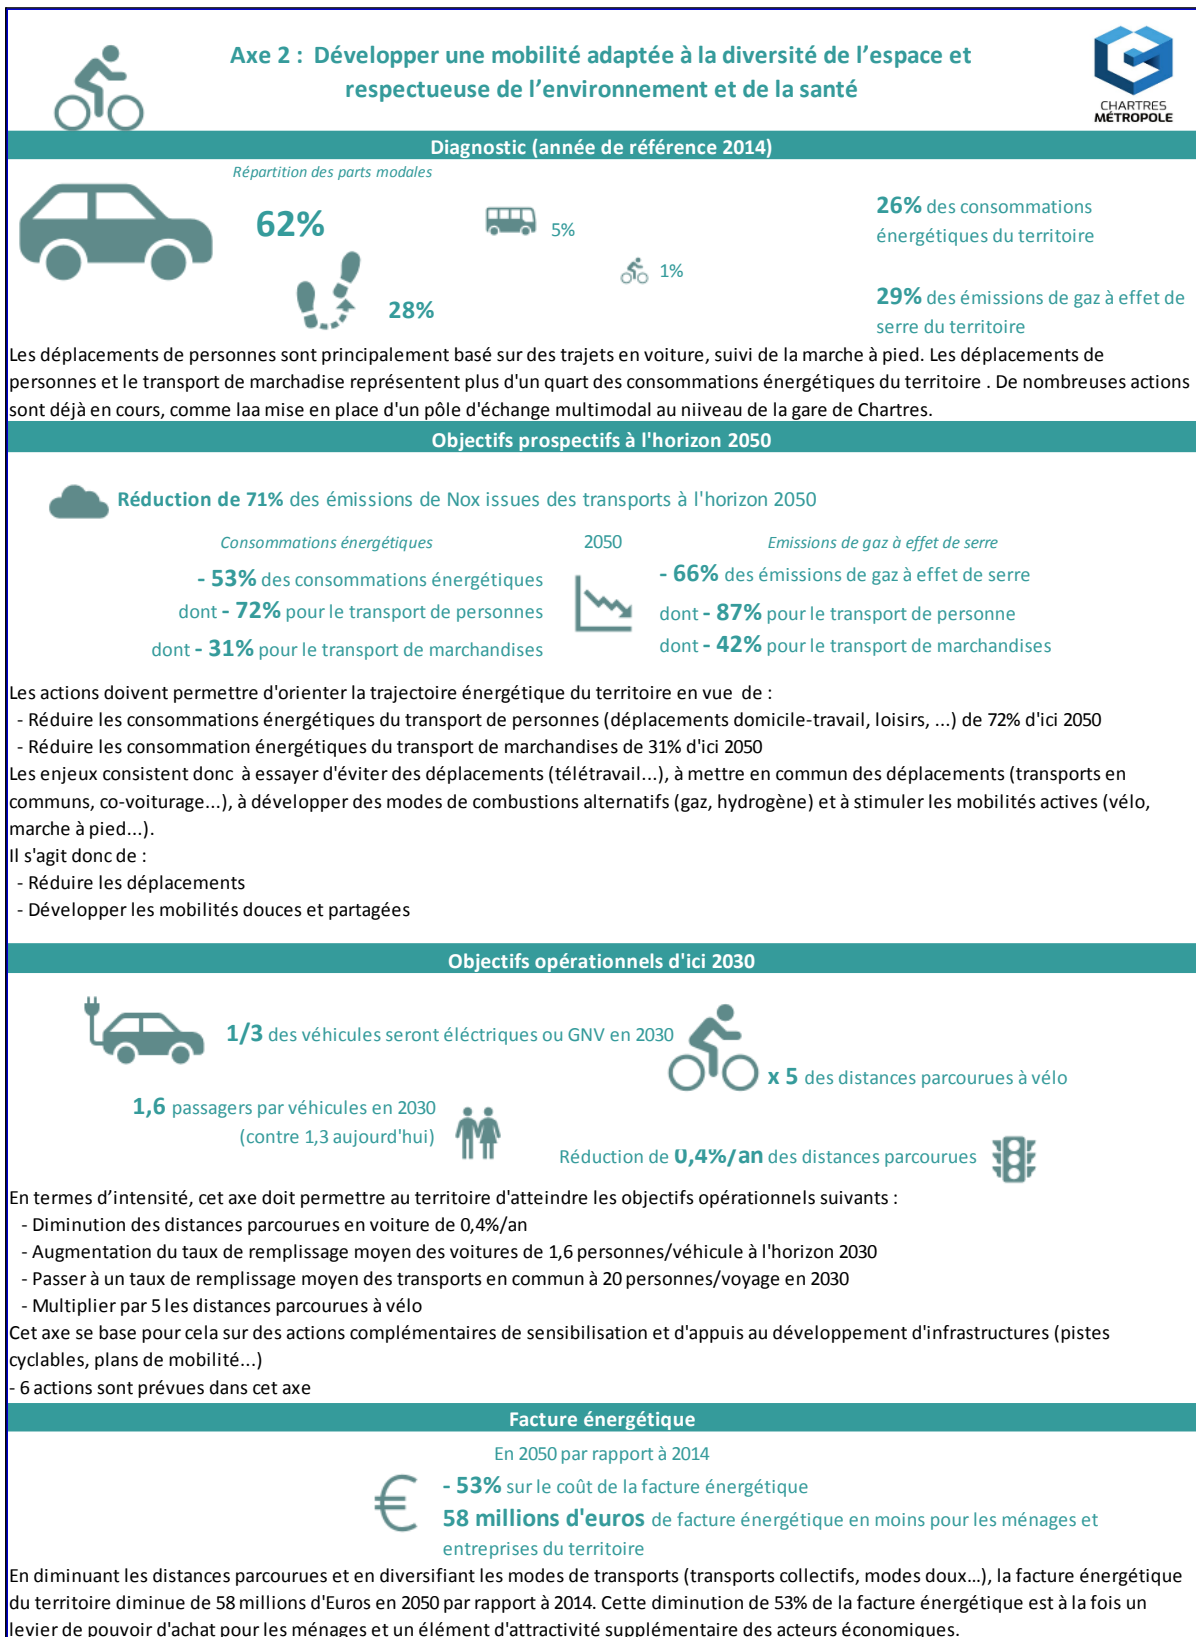 Axe 2 : Développer une mobilité adaptée à la diversité de l'espace et
respectueuse de l'environnement et de la santé
CHARTRES
MÉTROPOLE
Diagnostic (année de référence 2014)
Répartition des parts modales
62%
5%
1%
28%
26% des consommations
énergétiques du territoire
29% des émissions de gaz à effet de
serre du territoire
Les déplacements de personnes sont principalement basé sur des trajets en voiture, suivi de la marche à pied. Les déplacements de
personnes et le transport de marchadise représentent plus d'un quart des consommations énergétiques du territoire . De nombreuses actions
sont déjà en cours, comme laa mise en place d'un pôle d'échange multimodal au niiveau de la gare de Chartres.
Objectifs prospectifs à l'horizon 2050
Réduction de 71% des émissions de Nox issues des transports à l'horizon 2050
Consommations énergétiques
- 53% des consommations énergétiques
dont - 72% pour le transport de personnes
dont - 31% pour le transport de marchandises
2050
Emissions de gaz à effet de serre
- 66% des émissions de gaz à effet de serre
dont - 87% pour le transport de personne
dont - 42% pour le transport de marchandises
Les actions doivent permettre d'orienter la trajectoire énergétique du territoire en vue de :
- Réduire les consommations énergétiques du transport de personnes (déplacements domicile-travail, loisirs, ...) de 72% d'ici 2050
- Réduire les consommation énergétiques du transport de marchandises de 31% d'ici 2050
Les enjeux consistent donc à essayer d'éviter des déplacements (télétravail...), à mettre en commun des déplacements (transports en
communs, co-voiturage...), à développer des modes de combustions alternatifs (gaz, hydrogène) et à stimuler les mobilités actives (vélo,
marche à pied...).
Il s'agit donc de :
- Réduire les déplacements
- Développer les mobilités douces et partagées
Objectifs opérationnels d'ici 2030
1/3 des véhicules seront éléctriques ou GNV en 2030
x 5 des distances parcourues à vélo
1,6 passagers par véhicules en 2030
(contre 1,3 aujourd'hui)
Réduction de 0,4%/an des distances parcourues
En termes d'intensité, cet axe doit permettre au territoire d'atteindre les objectifs opérationnels suivants :
- Diminution des distances parcourues en voiture de 0,4%/an
- Augmentation du taux de remplissage moyen des voitures de 1,6 personnes/véhicule à l'horizon 2030
- Passer à un taux de remplissage moyen des transports en commun à 20 personnes/voyage en 2030
- Multiplier par 5 les distances parcourues à vélo
Cet axe se base pour cela sur des actions complémentaires de sensibilisation et d'appuis au développement d'infrastructures (pistes
cyclables, plans de mobilité...)
- 6 actions sont prévues dans cet axe
Facture énergétique
En 2050 par rapport à 2014
- 53% sur le coût de la facture énergétique
58 millions d'euros de facture énergétique en moins pour les ménages et
entreprises du territoire
En diminuant les distances parcourues et en diversifiant les modes de transports (transports collectifs, modes doux...), la facture énergétique
du territoire diminue de 58 millions d'Euros en 2050 par rapport à 2014. Cette diminution de 53% de la facture énergétique est à la fois un
levier de pouvoir d'achat pour les ménages et un élément d'attractivité supplémentaire des acteurs économiques.